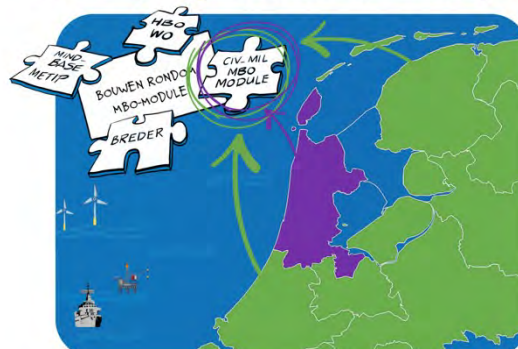 HBO
WO
MIND-
BASE
METIP
BOUWEN RONDOM
MBO-MODULE
CIV-MIL
MBO
MODULE
BREDER